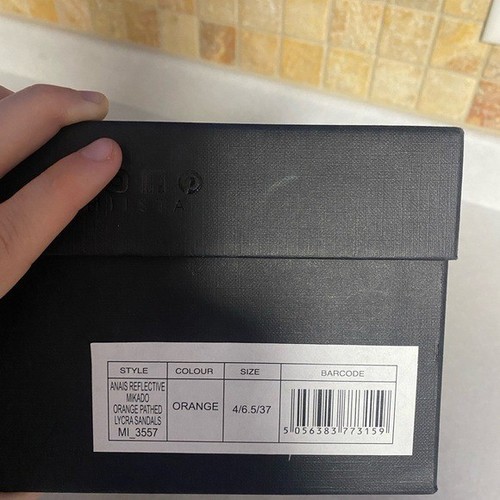 STYLE COLOUR SIZE BARCODE
ANAIS REFLECTIVE
MIKADO
ORANGE PATHED
LYCRA SANDALS
MI_3557
ORANGE
4/6.5/37
5 056383 773159